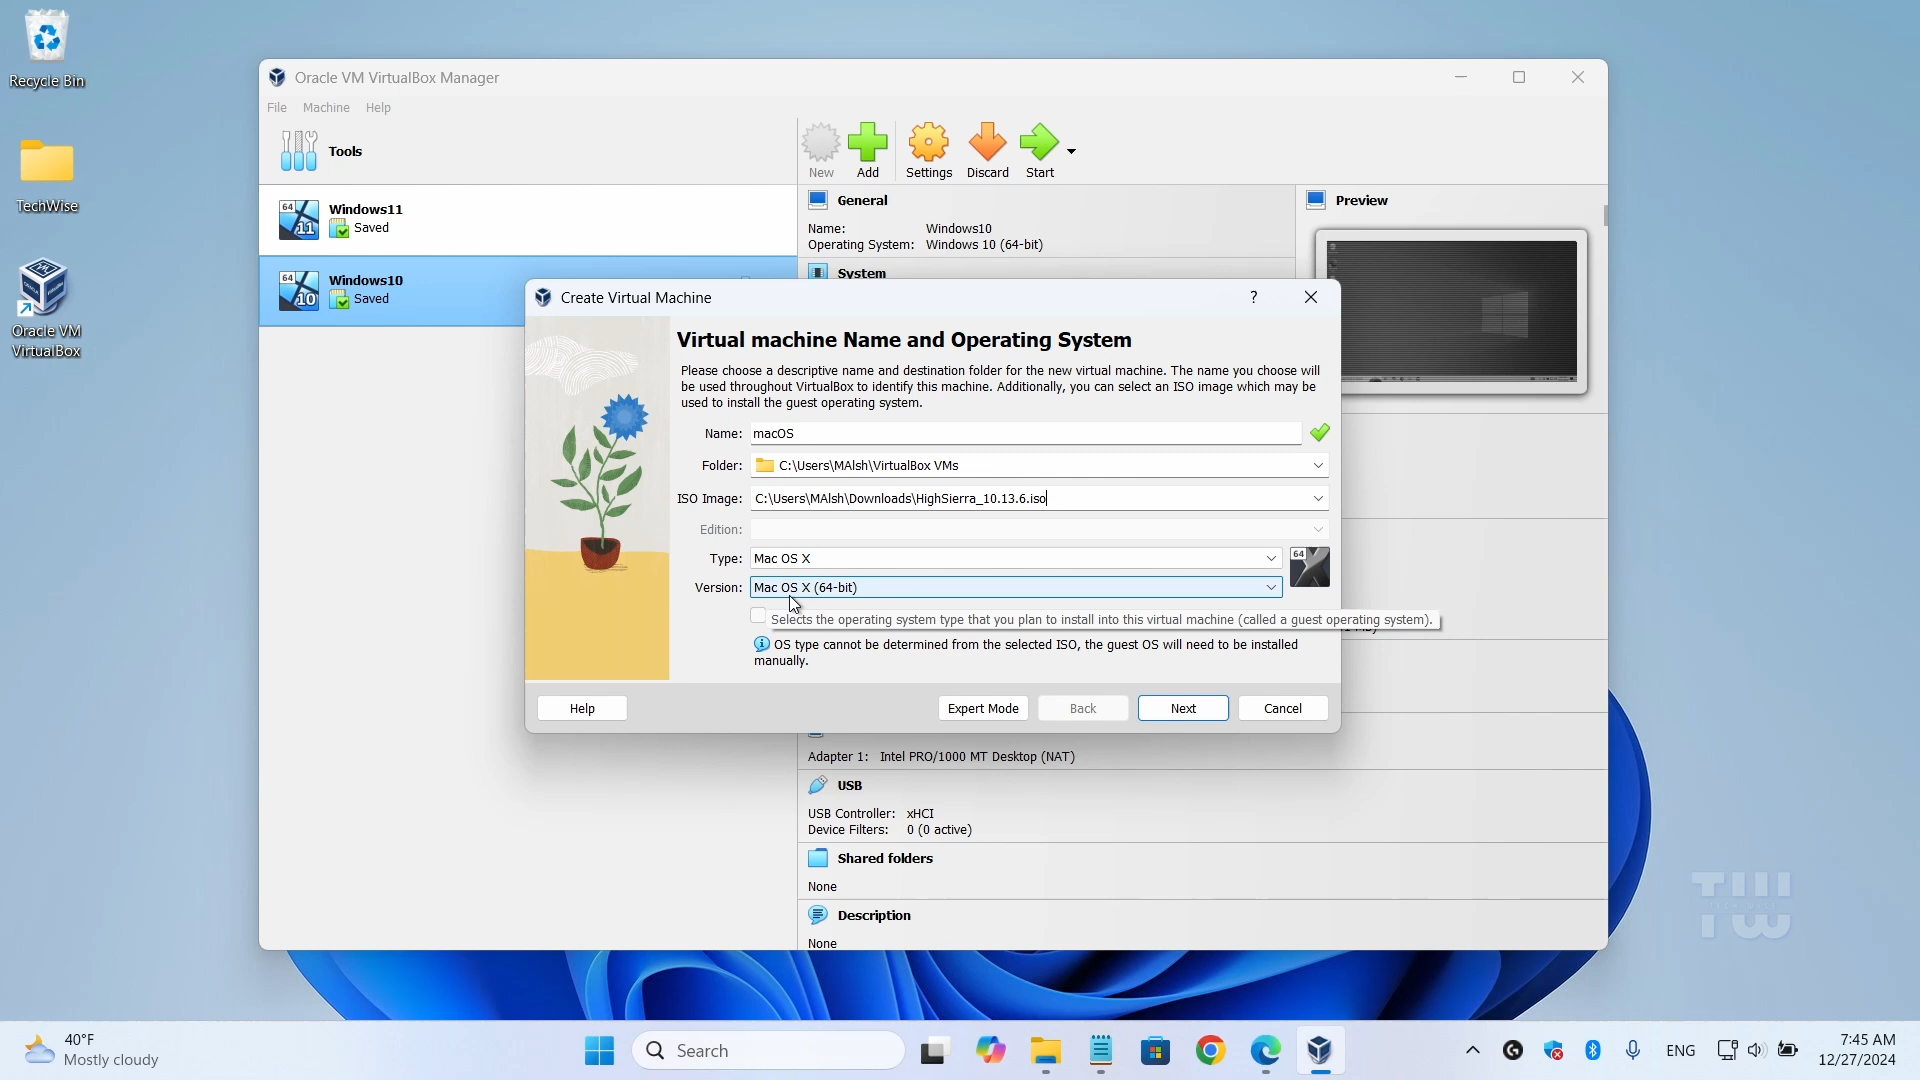 Recycle Bin
TechWise
Oracle VM
VirtualBox
Oracle VM VirtualBox Manager
File Machine Help
Tools
New Add Settings Discard Start
64
11
Windows11
Saved
64
10
Windows10
Saved
General
Name: Windows10
Operating System: Windows 10 (64-bit)
System
Preview
Create Virtual Machine
?
Virtual machine Name and Operating System
Please choose a descriptive name and destination folder for the new virtual machine. The name you choose will
be used throughout VirtualBox to identify this machine. Additionally, you can select an ISO image which may be
used to install the guest operating system.
Name: macOS
Folder: C:\Users\MAlsh\VirtualBox VMs
ISO Image: C:\Users\MAlsh\Downloads\HighSierra_10.13.6.iso
Edition:
Type: Mac OS X
64
Version: Mac OS X (64-bit)
Selects the operating system type that you plan to install into this virtual machine (called a guest operating system).
OS type cannot be determined from the selected ISO, the guest OS will need to be installed
manually.
Help Expert Mode Back Next Cancel
Adapter 1: Intel PRO/1000 MT Desktop (NAT)
USB
USB Controller: xHCI
Device Filters: 0 (0 active)
Shared folders
None
Description
None
TW
40°F
Mostly cloudy
Search
ENG
7:45 AM
12/27/2024